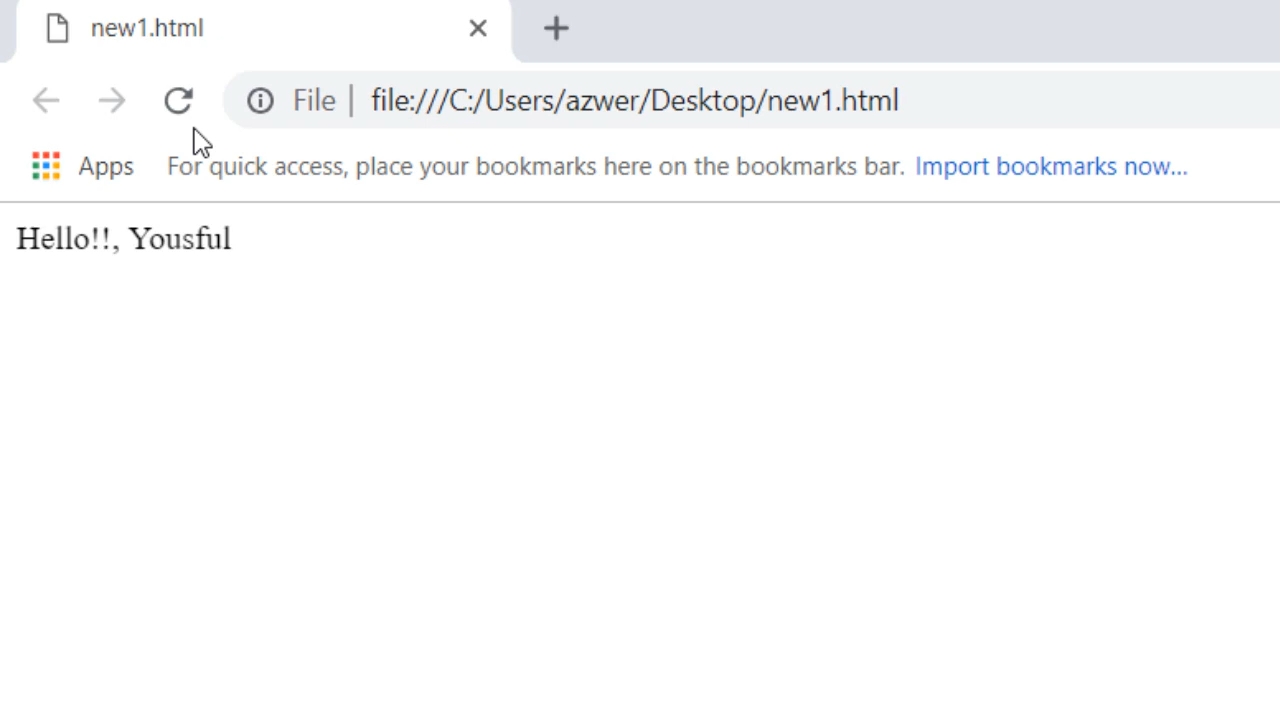 new1.html
File | file:///C:/Users/azwer/Desktop/new1.html
Apps For quick access, place your bookmarks here on the bookmarks bar. Import bookmarks now...
Hello!!, Yousful